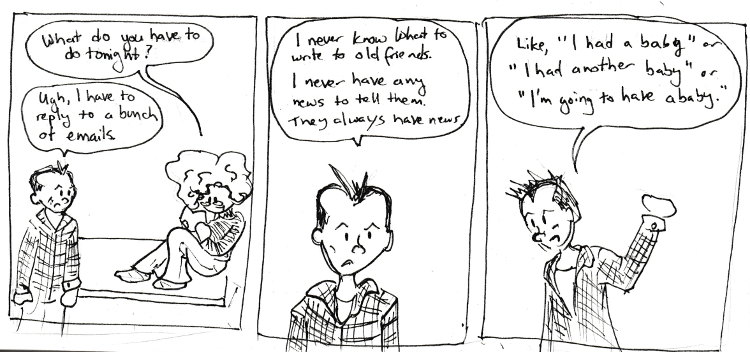 What do you have to
do tonight?
Ugh, I have to
reply to a bunch
of emails.
I never know what to
write to old friends.
I never have any
news to tell them.
They always have news
Like, "I had a baby" or
"I had another baby" or
"I'm going to have a baby."